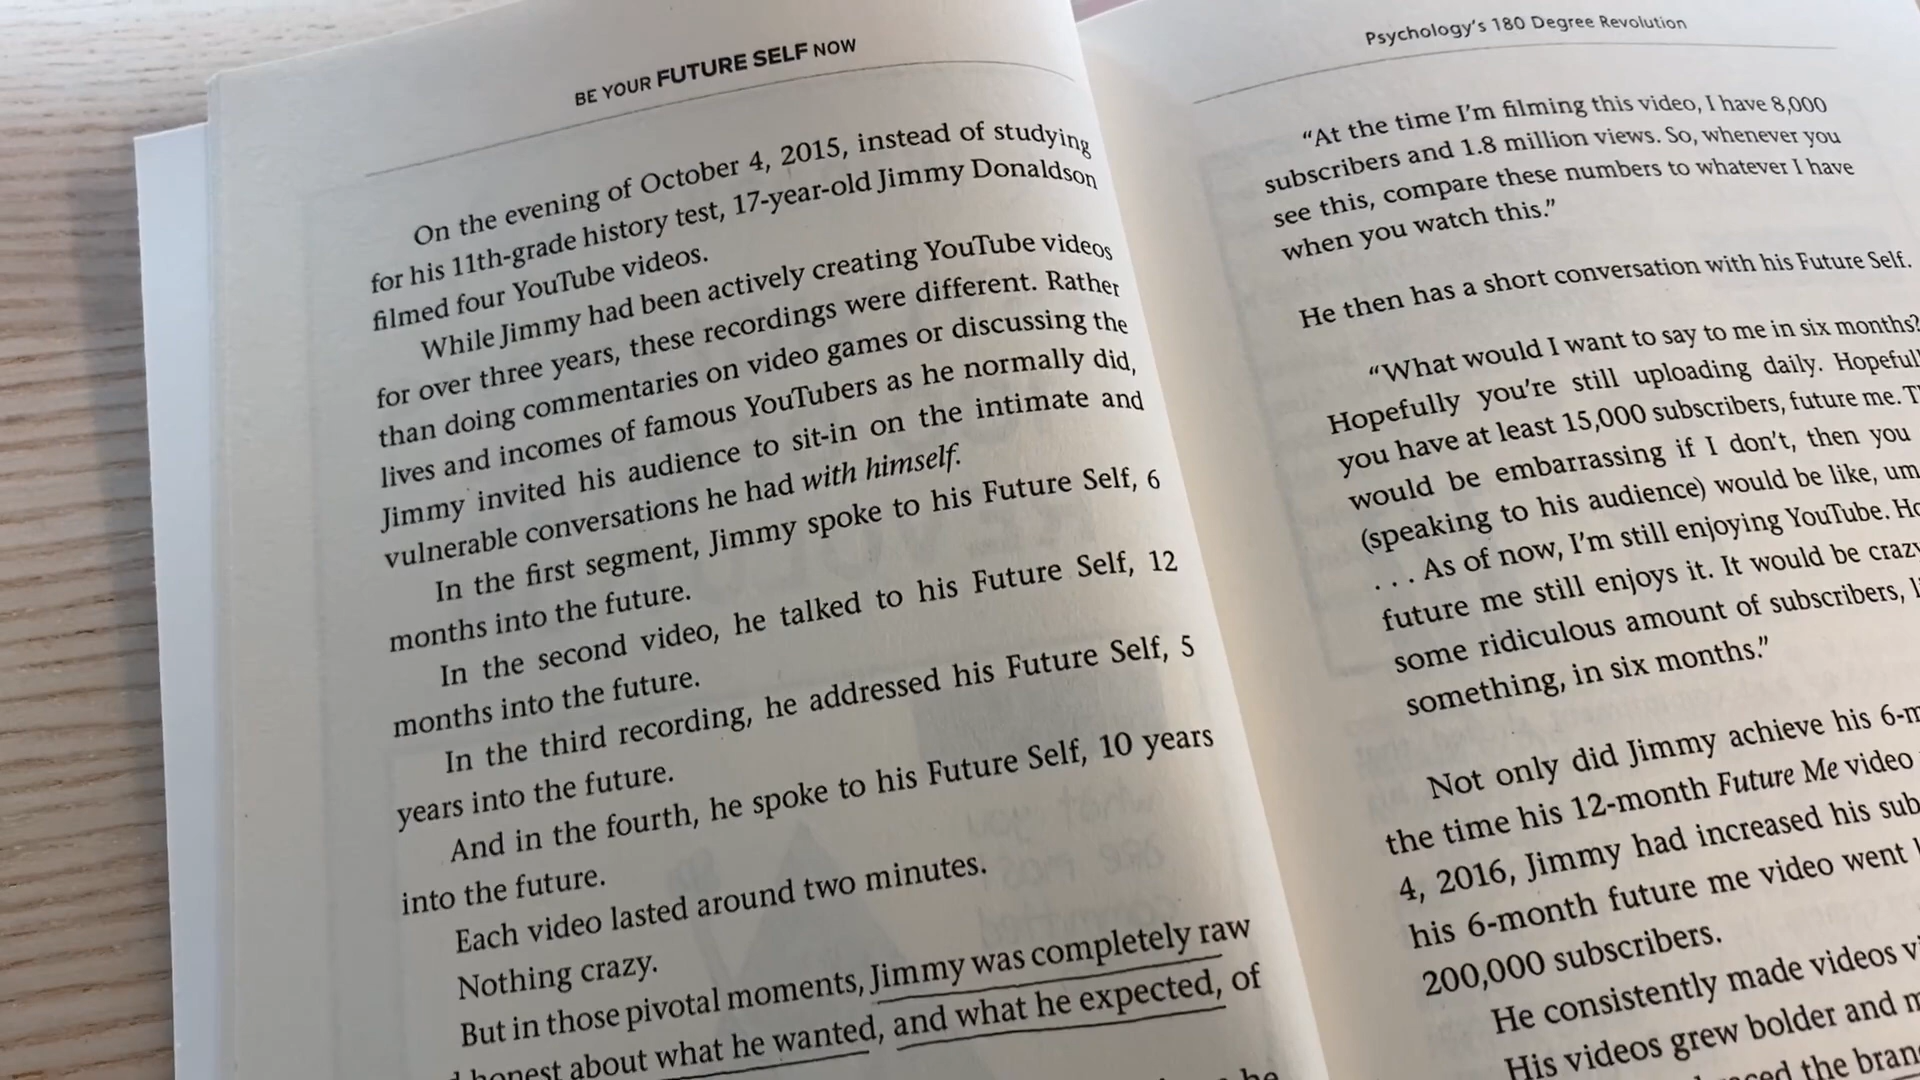 BE YOUR FUTURE SELF NOW
On the evening of October 4, 2015, instead of studying
for his 11th-grade history test, 17-year-old Jimmy Donaldson
filmed four YouTube videos.
While Jimmy had been actively creating YouTube videos
for over three years, these recordings were different. Rather
than doing commentaries on video games or discussing the
lives and incomes of famous YouTubers as he normally did,
Jimmy invited his audience to sit-in on the intimate and
vulnerable conversations he had with himself.
In the first segment, Jimmy spoke to his Future Self, 6
months into the future.
In the second video, he talked to his Future Self, 12
months into the future.
In the third recording, he addressed his Future Self, 5
years into the future.
And in the fourth, he spoke to his Future Self, 10 years
into the future.
Each video lasted around two minutes.
Nothing crazy.
But in those pivotal moments, Jimmy was completely raw
honest about what he wanted, and what he expected, of
he
Psychology's 180 Degree Revolution
“At the time I'm filming this video, I have 8,000
subscribers and 1.8 million views. So, whenever you
see this, compare these numbers to whatever I have
when you watch this.”
He then has a short conversation with his Future Self.
“What would I want to say to me in six months?
Hopefully you're still uploading daily.
you have at least 15,000 subscribers, future me.
would be embarrassing if I don't, then you
(speaking to his audience) would be like, um
. . . As of now, I'm still enjoying YouTube.
future me still enjoys it. It would be crazy
some ridiculous amount of subscribers,
something, in six months.”
Not only did Jimmy achieve his
the time his 12-month Future Me video
4, 2016, Jimmy had increased his
his 6-month future me video went
200,000 subscribers.
He consistently made videos
His videos grew bolder and
the